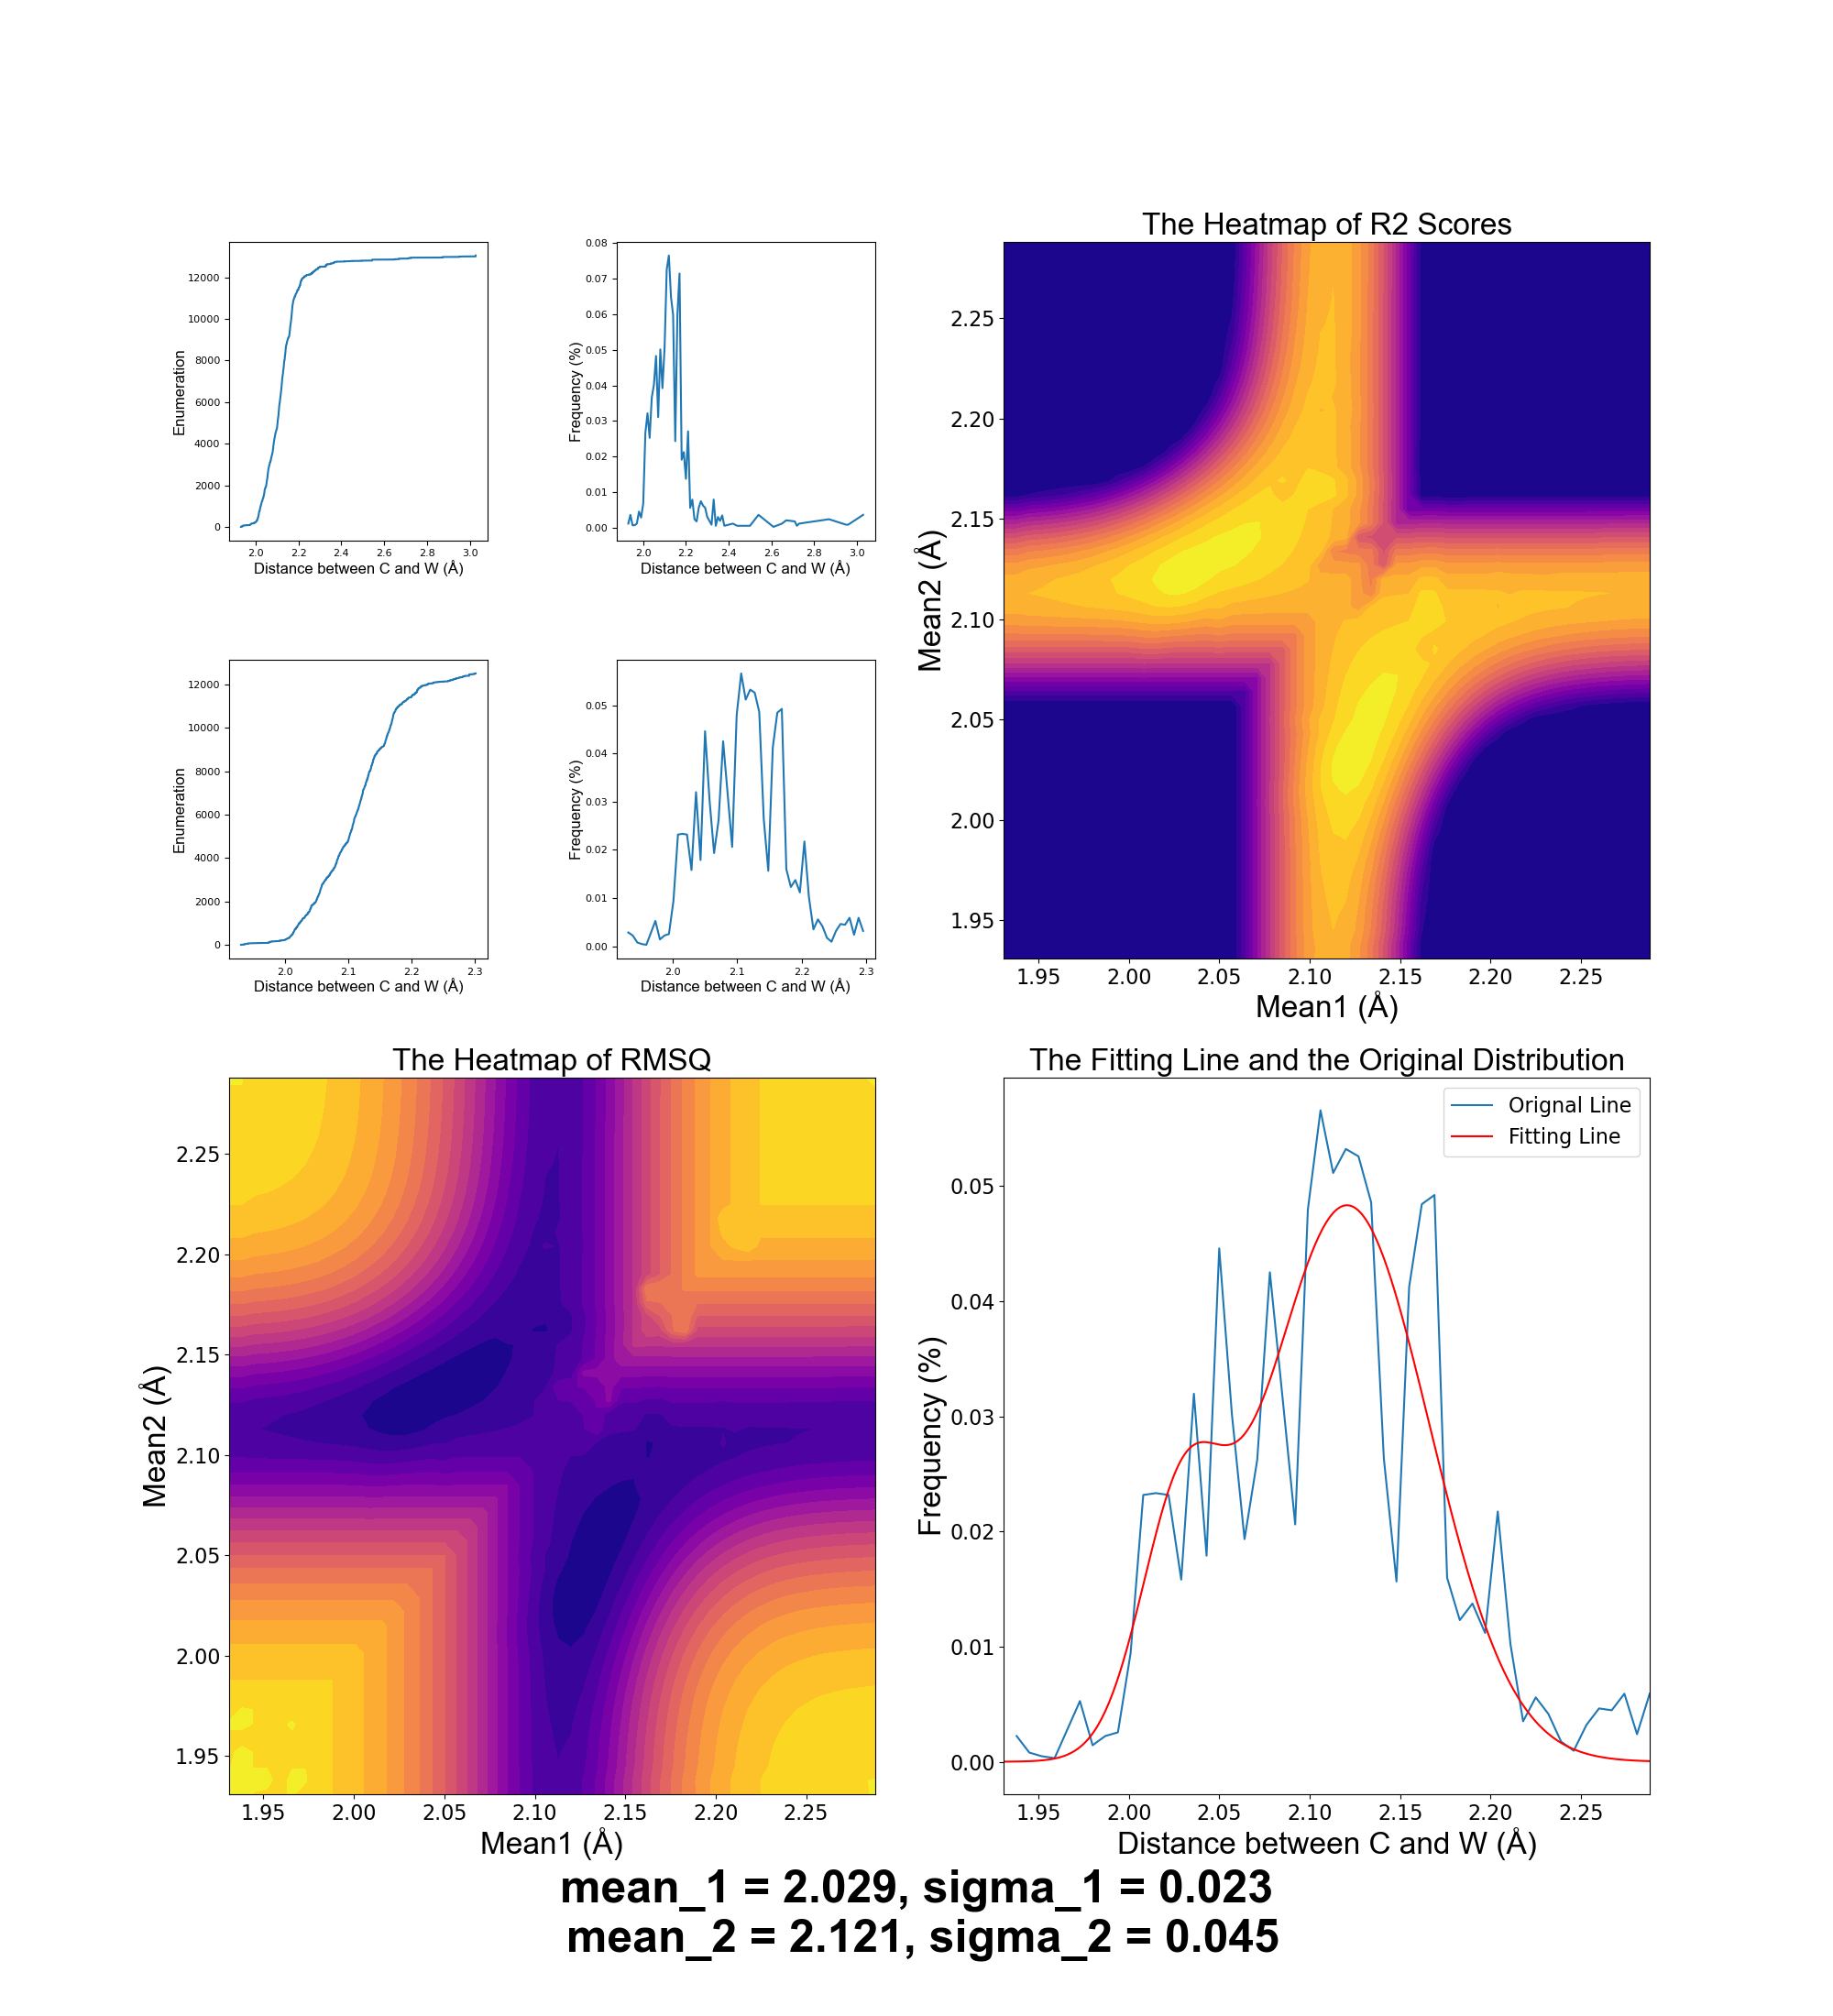 12000
10000
8000
6000
4000
2000
0
Enumeration
2.0 2.2 2.4 2.6 2.8 3.0
Distance between C and W (Å)
0.08
0.07
0.06
0.05
0.04
0.03
0.02
0.01
0.00
Frequency (%)
2.0 2.2 2.4 2.6 2.8 3.0
Distance between C and W (Å)
The Heatmap of R2 Scores
2.25
2.20
2.15
2.10
2.05
2.00
1.95
Mean2 (Å)
1.95 2.00 2.05 2.10 2.15 2.20 2.25
Mean1 (Å)
12000
10000
8000
6000
4000
2000
0
Enumeration
2.0 2.1 2.2 2.3
Distance between C and W (Å)
0.05
0.04
0.03
0.02
0.01
0.00
Frequency (%)
2.0 2.1 2.2 2.3
Distance between C and W (Å)
The Heatmap of RMSQ
2.25
2.20
2.15
2.10
2.05
2.00
1.95
Mean2 (Å)
1.95 2.00 2.05 2.10 2.15 2.20 2.25
Mean1 (Å)
The Fitting Line and the Original Distribution
Orignal Line
Fitting Line
0.05
0.04
0.03
0.02
0.01
0.00
Frequency (%)
1.95 2.00 2.05 2.10 2.15 2.20 2.25
Distance between C and W (Å)
mean_1 = 2.029, sigma_1 = 0.023
mean_2 = 2.121, sigma_2 = 0.045